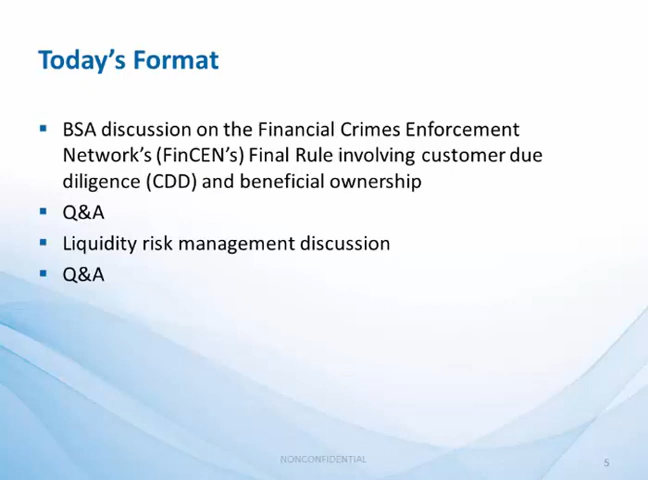 Today’s Format
▪ BSA discussion on the Financial Crimes Enforcement
Network’s (FinCEN’s) Final Rule involving customer due
diligence (CDD) and beneficial ownership
▪ Q&A
▪ Liquidity risk management discussion
▪ Q&A
NONCONFIDENTIAL
5